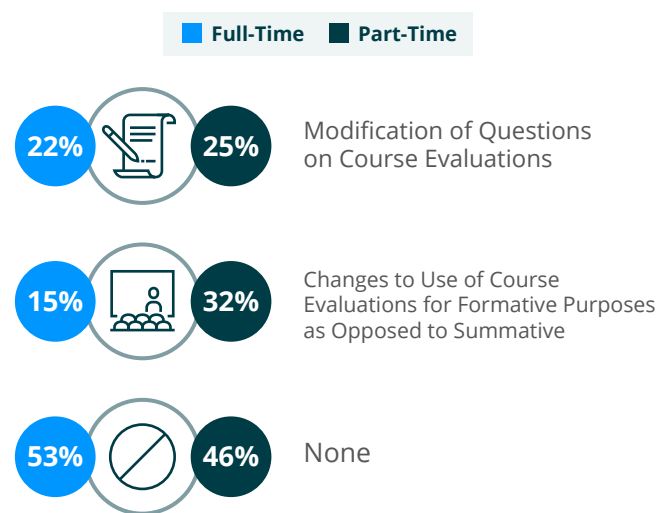 Full-Time Part-Time
22% 25% Modification of Questions
on Course Evaluations
15% 32% Changes to Use of Course
Evaluations for Formative Purposes
as Opposed to Summative
53% 46% None